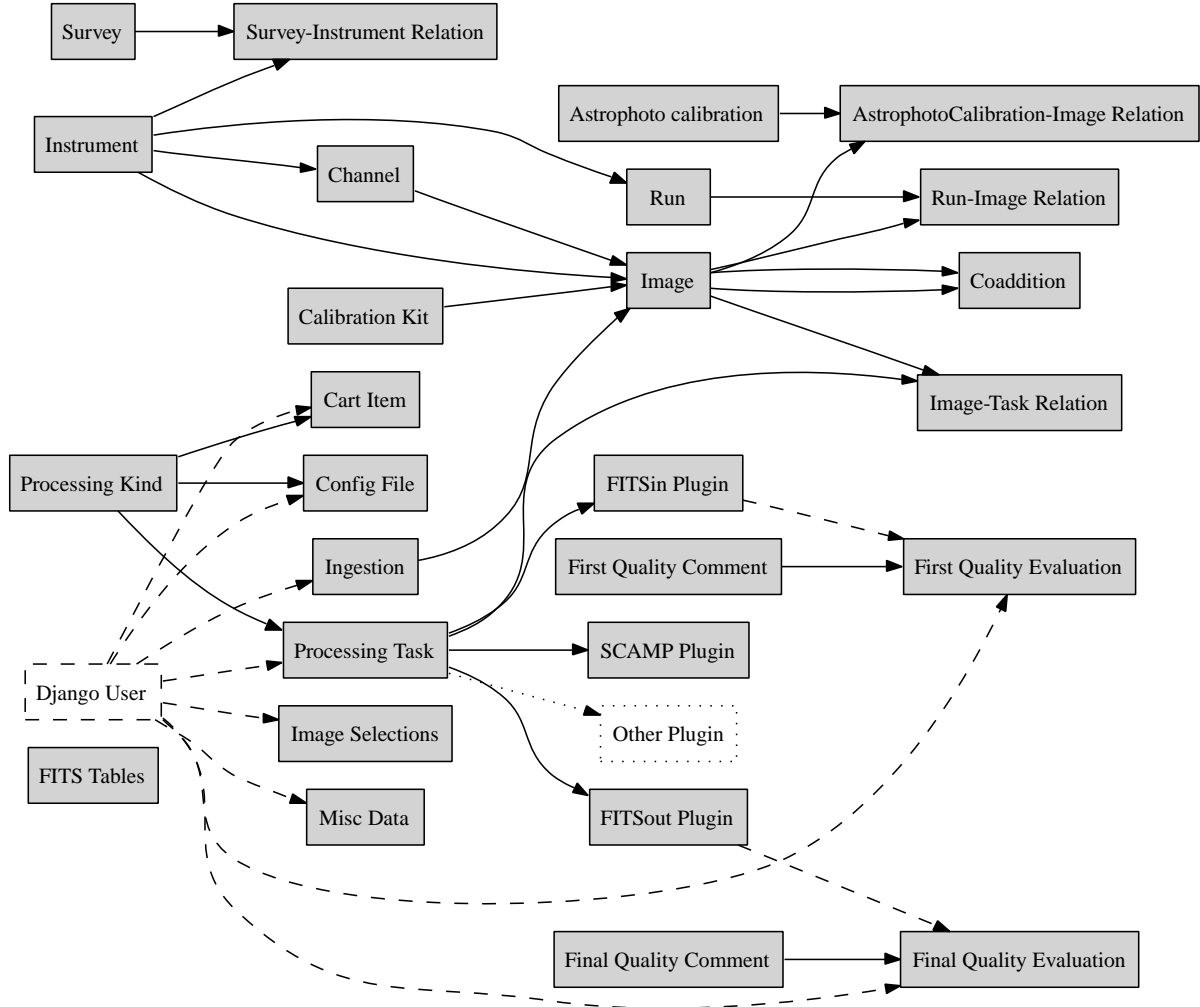 Survey
Survey-Instrument Relation
Astrophoto calibration
AstrophotoCalibration-Image Relation
Instrument
Channel
Run
Run-Image Relation
Image
Coaddition
Calibration Kit
Cart Item
Image-Task Relation
Processing Kind
Config File
FITSin Plugin
Ingestion
First Quality Comment
First Quality Evaluation
Processing Task
SCAMP Plugin
Django User
Image Selections
Other Plugin
FITS Tables
Misc Data
FITSout Plugin
Final Quality Comment
Final Quality Evaluation